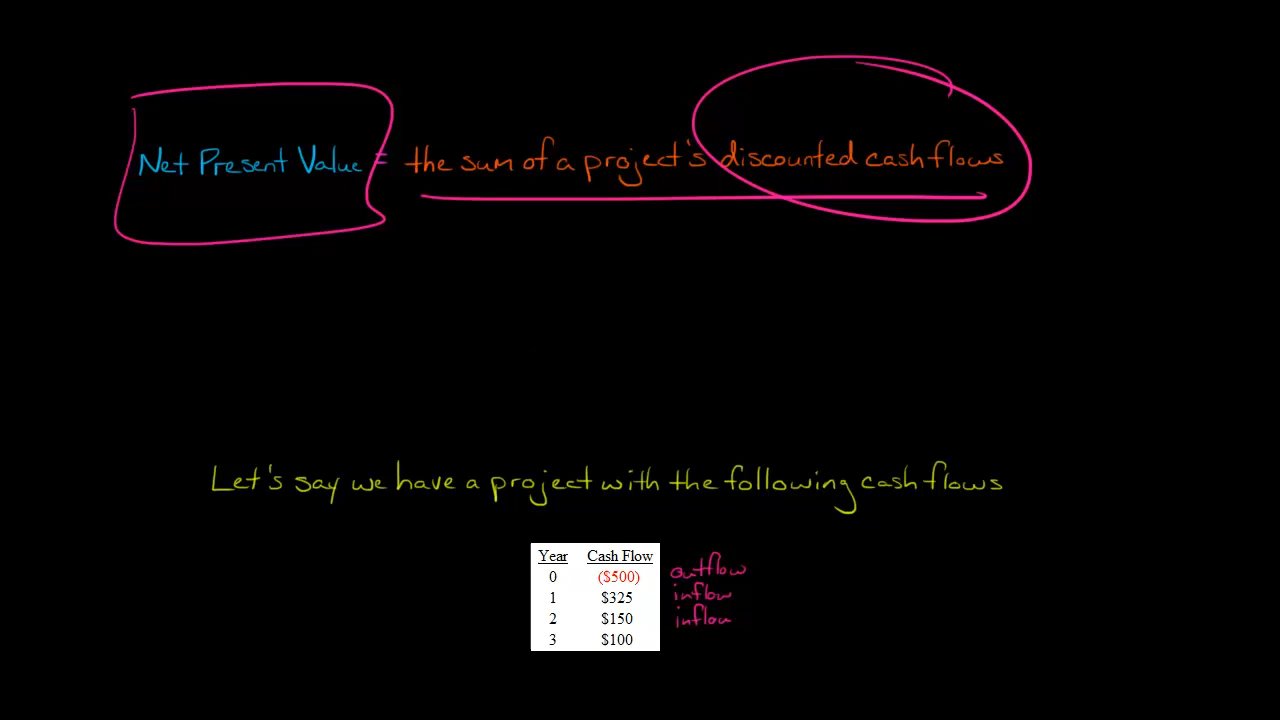 Net Present Value = the sum of a project's discounted cash flows
Let's say we have a project with the following cash flows
Year Cash Flow
0 ($500) outflow
1 $325 inflow
2 $150 inflow
3 $100